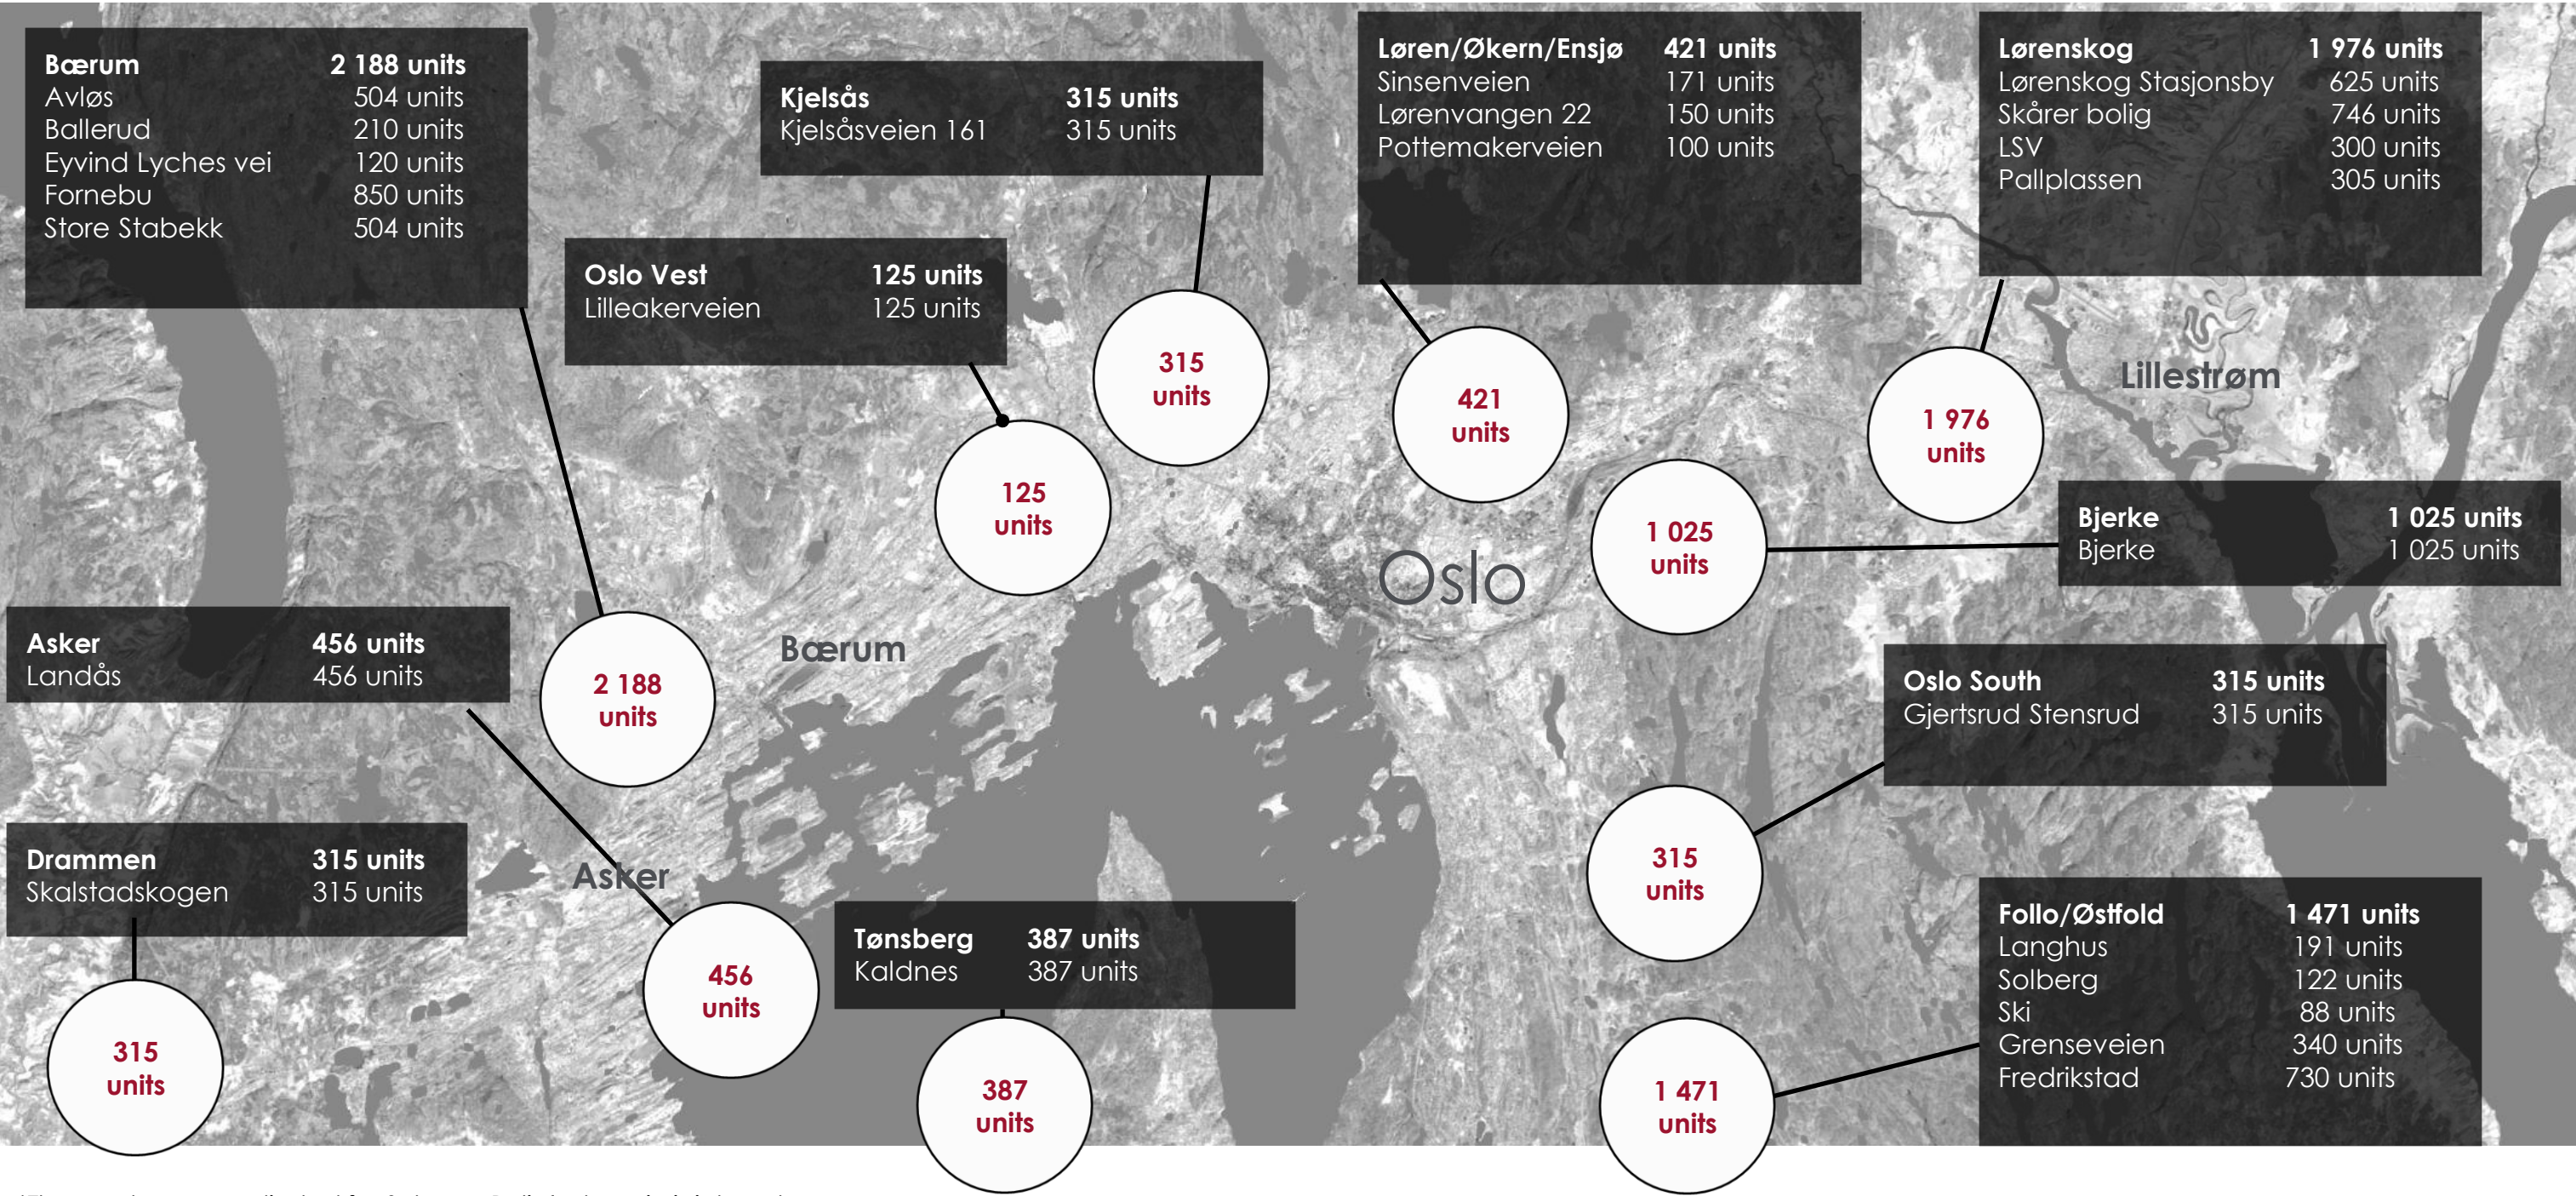 Bærum 2 188 units
Avløs 504 units
Ballerud 210 units
Eyvind Lyches vei 120 units
Fornebu 850 units
Store Stabekk 504 units
Kjelsås 315 units
Kjelsåsveien 161 315 units
Løren/Økern/Ensjø 421 units
Sinsenveien 171 units
Lørenvangen 22 150 units
Pottemakerveien 100 units
Lørenskog 1 976 units
Lørenskog Stasjonsby 625 units
Skårer bolig 746 units
LSV 300 units
Pallplassen 305 units
Oslo Vest 125 units
Lilleakerveien 125 units
315
units
421
units
1 976
units
Lillestrøm
125
units
1 025
units
Bjerke 1 025 units
Bjerke 1 025 units
Oslo
Asker 456 units
Landås 456 units
2 188
units
Bærum
Oslo South 315 units
Gjertsrud Stensrud 315 units
Drammen 315 units
Skalstadskogen 315 units
Asker
315
units
Tønsberg 387 units
Kaldnes 387 units
Follo/Østfold 1 471 units
Langhus 191 units
Solberg 122 units
Ski 88 units
Grenseveien 340 units
Fredrikstad 730 units
456
units
315
units
387
units
1 471
units